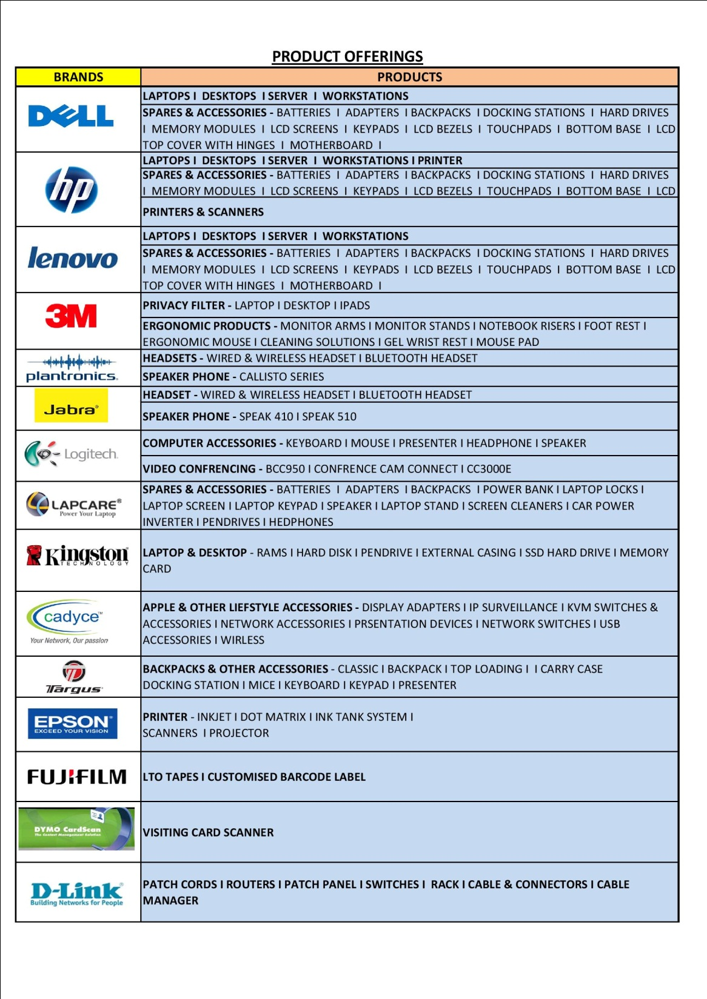 PRODUCT OFFERINGS
BRANDS
PRODUCTS
DELL
LAPTOPS I DESKTOPS I SERVER I WORKSTATIONS
SPARES & ACCESSORIES - BATTERIES I ADAPTERS I BACKPACKS I DOCKING STATIONS I HARD DRIVES
I MEMORY MODULES I LCD SCREENS I KEYPADS I LCD BEZELS I TOUCHPADS I BOTTOM BASE I LCD
TOP COVER WITH HINGES I MOTHERBOARD I
hp
LAPTOPS I DESKTOPS I SERVER I WORKSTATIONS I PRINTER
SPARES & ACCESSORIES - BATTERIES I ADAPTERS I BACKPACKS I DOCKING STATIONS I HARD DRIVES
I MEMORY MODULES I LCD SCREENS I KEYPADS I LCD BEZELS I TOUCHPADS I BOTTOM BASE I LCD
PRINTERS & SCANNERS
lenovo
LAPTOPS I DESKTOPS I SERVER I WORKSTATIONS
SPARES & ACCESSORIES - BATTERIES I ADAPTERS I BACKPACKS I DOCKING STATIONS I HARD DRIVES
I MEMORY MODULES I LCD SCREENS I KEYPADS I LCD BEZELS I TOUCHPADS I BOTTOM BASE I LCD
TOP COVER WITH HINGES I MOTHERBOARD I
3M
PRIVACY FILTER - LAPTOP I DESKTOP I IPADS
ERGONOMIC PRODUCTS - MONITOR ARMS I MONITOR STANDS I NOTEBOOK RISERS I FOOT REST I
ERGONOMIC MOUSE I CLEANING SOLUTIONS I GEL WRIST REST I MOUSE PAD
plantronics.
HEADSETS - WIRED & WIRELESS HEADSET I BLUETOOTH HEADSET
SPEAKER PHONE - CALLISTO SERIES
Jabra®
HEADSET - WIRED & WIRELESS HEADSET I BLUETOOTH HEADSET
SPEAKER PHONE - SPEAK 410 I SPEAK 510
Logitech.
COMPUTER ACCESSORIES - KEYBOARD I MOUSE I PRESENTER I HEADPHONE I SPEAKER
VIDEO CONFRENCING - BCC950 I CONFRENCE CAM CONNECT I CC3000E
LAPCARE®
Power Your Laptop
SPARES & ACCESSORIES - BATTERIES I ADAPTERS I BACKPACKS I POWER BANK I LAPTOP LOCKS I
LAPTOP SCREEN I LAPTOP KEYPAD I SPEAKER I LAPTOP STAND I SCREEN CLEANERS I CAR POWER
INVERTER I PENDRIVES I HEDPHONES
Kingston
TECHNOLOGY
LAPTOP & DESKTOP - RAMS I HARD DISK I PENDRIVE I EXTERNAL CASING I SSD HARD DRIVE I MEMORY
CARD
cadyce™
Your Network, Our passion
APPLE & OTHER LIEFSTYLE ACCESSORIES - DISPLAY ADAPTERS I IP SURVEILLANCE I KVM SWITCHES &
ACCESSORIES I NETWORK ACCESSORIES I PRSENTATION DEVICES I NETWORK SWITCHES I USB
ACCESSORIES I WIRLESS
Targus
BACKPACKS & OTHER ACCESSORIES - CLASSIC I BACKPACK I TOP LOADING I I CARRY CASE
DOCKING STATION I MICE I KEYBOARD I KEYPAD I PRESENTER
EPSON®
EXCEED YOUR VISION
PRINTER - INKJET I DOT MATRIX I INK TANK SYSTEM I
SCANNERS I PROJECTOR
FUJIFILM
LTO TAPES I CUSTOMISED BARCODE LABEL
DYMO CardScan
The Contact Management Solution
VISITING CARD SCANNER
D-Link®
Building Networks for People
PATCH CORDS I ROUTERS I PATCH PANEL I SWITCHES I RACK I CABLE & CONNECTORS I CABLE
MANAGER